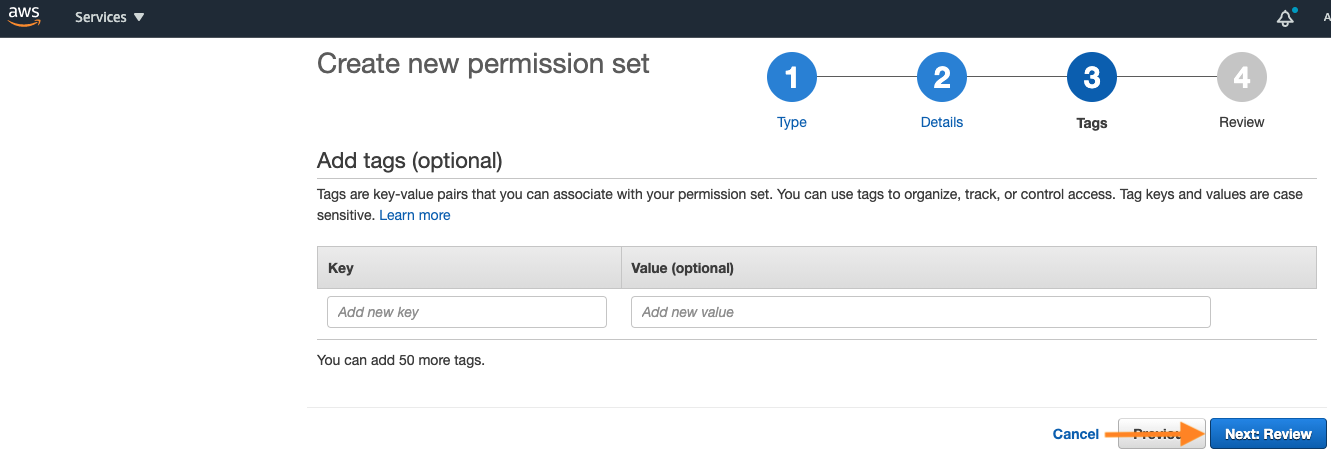 aws
Services
A
Create new permission set
1
2
3
4
Type
Details
Tags
Review
Add tags (optional)
Tags are key-value pairs that you can associate with your permission set. You can use tags to organize, track, or control access. Tag keys and values are case
sensitive. Learn more
Key
Value (optional)
Add new key
Add new value
You can add 50 more tags.
Cancel
Next: Review